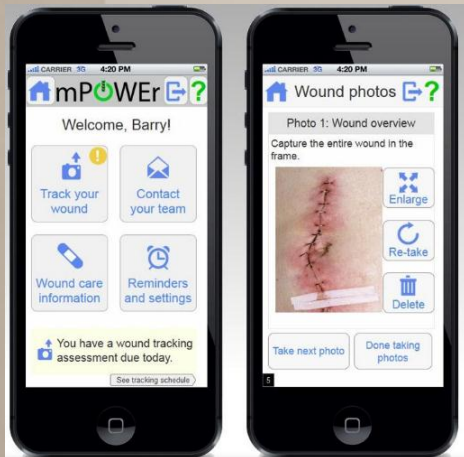 CARRIER 3G 4:20 PM
mPOWEr ?
Welcome, Barry!
Track your
wound
!
Contact
your team
Wound care
information
Reminders
and settings
You have a wound tracking
assessment due today.
See tracking schedule
CARRIER 3G 4:20 PM
Wound photos ?
Photo 1: Wound overview
Capture the entire wound in the
frame.
Enlarge
Re-take
Delete
Take next photo
Done taking
photos
5